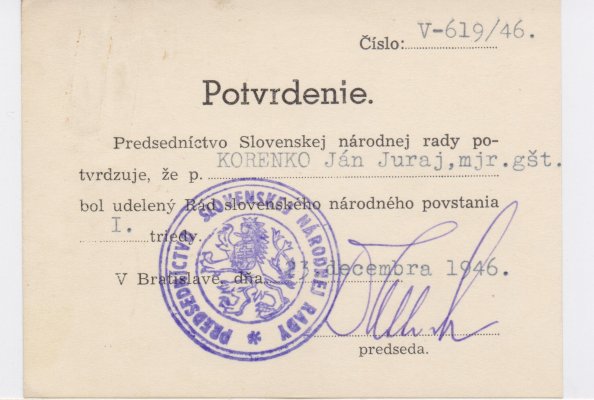 Číslo: V-619/46.
Potvrdenie.
Predsedníctvo Slovenskej národnej rady po-
tvrdzuje, že p. KORENKO Ján Juraj, mjr.gšt.
bol udelený Rád slovenského národného povstania
I. triedy.
V Bratislave, dňa 23.decembra 1946.
predseda.
PREDSEDNÍCTVO SLOVENSKEJ NÁRODNEJ RADY